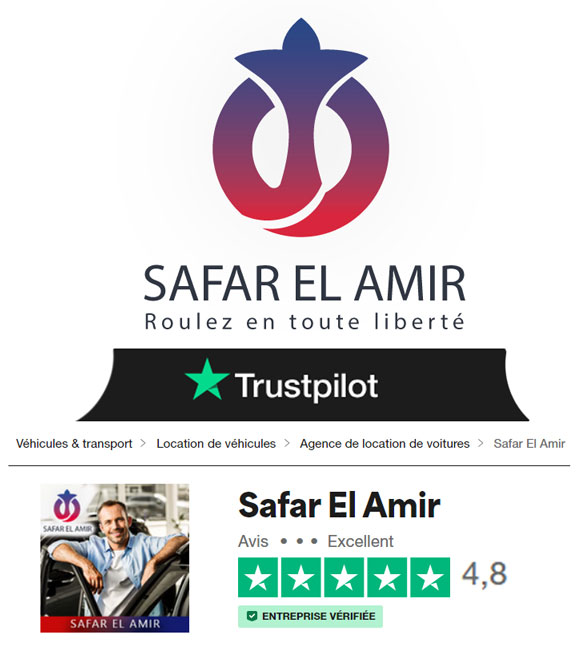 SAFAR EL AMIR
Roulez en toute liberté
Trustpilot
Véhicules & transport > Location de véhicules > Agence de location de voitures > Safar El Amir
SAFAR EL AMIR
SAFAR EL AMIR
Safar El Amir
Avis • • • Excellent
4,8
ENTREPRISE VÉRIFIÉE